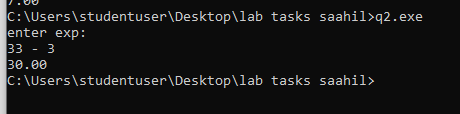 7.00
C:\Users\studentuser\Desktop\lab tasks saahil>q2.exe
enter exp:
33 - 3
30.00
C:\Users\studentuser\Desktop\lab tasks saahil>